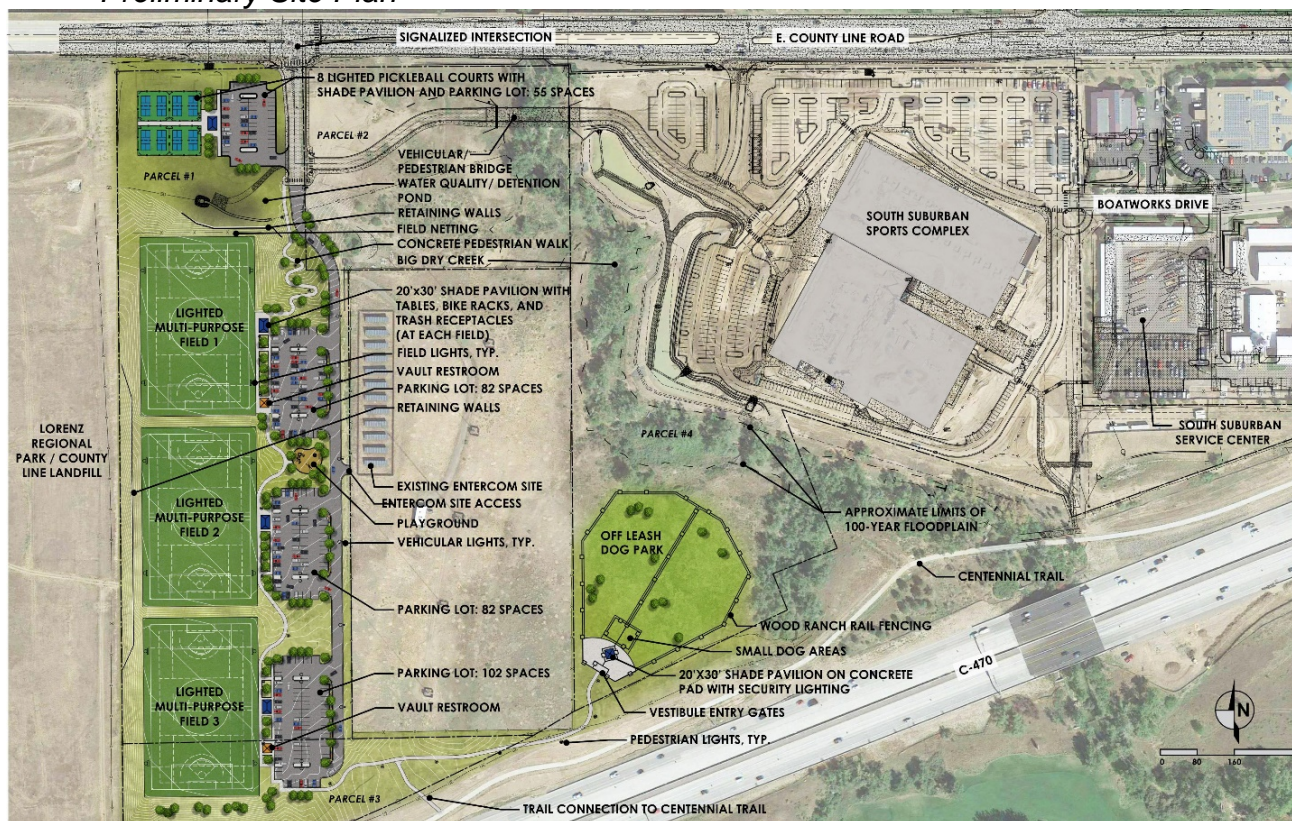 Preliminary Site Plan
SIGNALIZED INTERSECTION
E. COUNTY LINE ROAD
8 LIGHTED PICKLEBALL COURTS WITH
SHADE PAVILION AND PARKING LOT: 55 SPACES
PARCEL #2
PARCEL #1
VEHICULAR/
PEDESTRIAN BRIDGE
WATER QUALITY/ DETENTION
POND
RETAINING WALLS
FIELD NETTING
CONCRETE PEDESTRIAN WALK
BIG DRY CREEK
SOUTH SUBURBAN
SPORTS COMPLEX
BOATWORKS DRIVE
20'x30' SHADE PAVILION WITH
TABLES, BIKE RACKS, AND
TRASH RECEPTACLES
(AT EACH FIELD)
LIGHTED
MULTI-PURPOSE
FIELD 1
FIELD LIGHTS, TYP.
VAULT RESTROOM
PARKING LOT: 82 SPACES
RETAINING WALLS
LORENZ
REGIONAL
PARK / COUNTY
LINE LANDFILL
PARCEL #4
SOUTH SUBURBAN
SERVICE CENTER
EXISTING ENTERCOM SITE
ENTERCOM SITE ACCESS
PLAYGROUND
VEHICULAR LIGHTS, TYP.
LIGHTED
MULTI-PURPOSE
FIELD 2
APPROXIMATE LIMITS OF
100-YEAR FLOODPLAIN
OFF LEASH
DOG PARK
CENTENNIAL TRAIL
PARKING LOT: 82 SPACES
WOOD RANCH RAIL FENCING
SMALL DOG AREAS
C-470
PARKING LOT: 102 SPACES
20'X30' SHADE PAVILION ON CONCRETE
PAD WITH SECURITY LIGHTING
LIGHTED
MULTI-PURPOSE
FIELD 3
VAULT RESTROOM
VESTIBULE ENTRY GATES
PEDESTRIAN LIGHTS, TYP.
N
0 80 160
PARCEL #3
TRAIL CONNECTION TO CENTENNIAL TRAIL